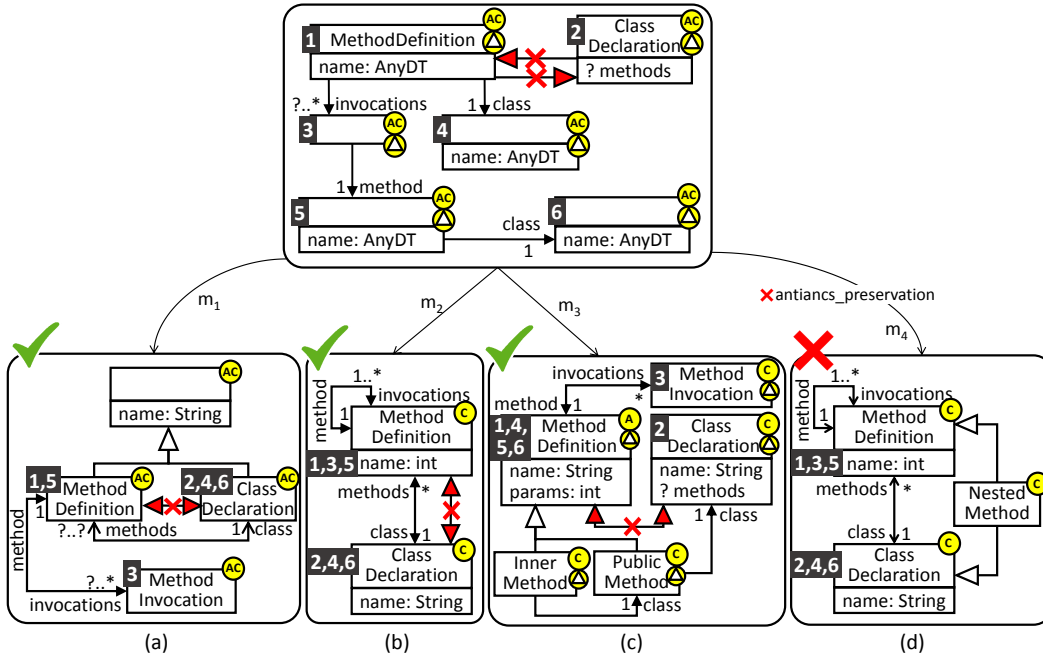 AC
1
MethodDefinition
name: AnyDT
AC
2
Class
Declaration
? methods
?..*
invocations
1
class
3
AC
4
AC
name: AnyDT
1
method
5
AC
name: AnyDT
class
1
6
AC
name: AnyDT
m1
m2
m3
m4
antiancs_preservation
AC
name: String
1,5
Method
Definition
AC
2,4,6
Class
Declaration
AC
method
1
?..?
methods
1
class
?..*
invocations
3
Method
Invocation
AC
(a)
1..*
invocations
method
1
Method
Definition
C
1,3,5
name: int
methods
*
class
1
2,4,6
Class
Declaration
C
name: String
(b)
invocations
*
3
Method
Invocation
C
method
1
1,4,
5,6
Method
Definition
A
name: String
params: int
2
Class
Declaration
C
name: String
? methods
Inner
Method
C
Public
Method
C
1
class
1
class
(c)
1..*
invocations
method
1
Method
Definition
C
1,3,5
name: int
methods
*
class
1
Nested
Method
C
2,4,6
Class
Declaration
C
name: String
(d)